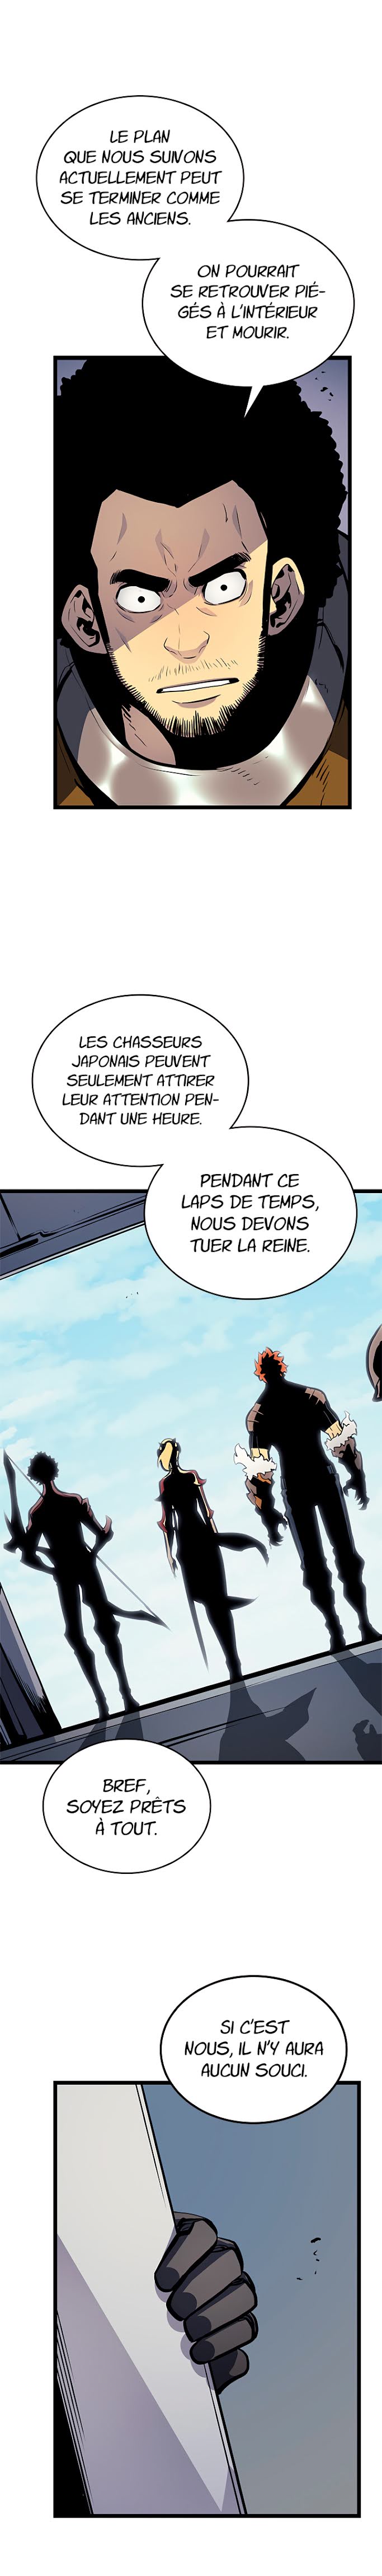 LE PLAN
QUE NOUS SUIVONS
ACTUELLEMENT PEUT
SE TERMINER COMME
LES ANCIENS.
ON POURRAIT
SE RETROUVER PIÉ-
GÉS À L'INTÉRIEUR
ET MOURIR.
LES CHASSEURS
JAPONAIS PEUVENT
SEULEMENT ATTIRER
LEUR ATTENTION PEN-
DANT UNE HEURE.
PENDANT CE
LAPS DE TEMPS,
NOUS DEVONS
TUER LA REINE.
BREF,
SOYEZ PRÊTS
À TOUT.
SI C'EST
NOUS, IL N'Y AURA
AUCUN SOUCI.